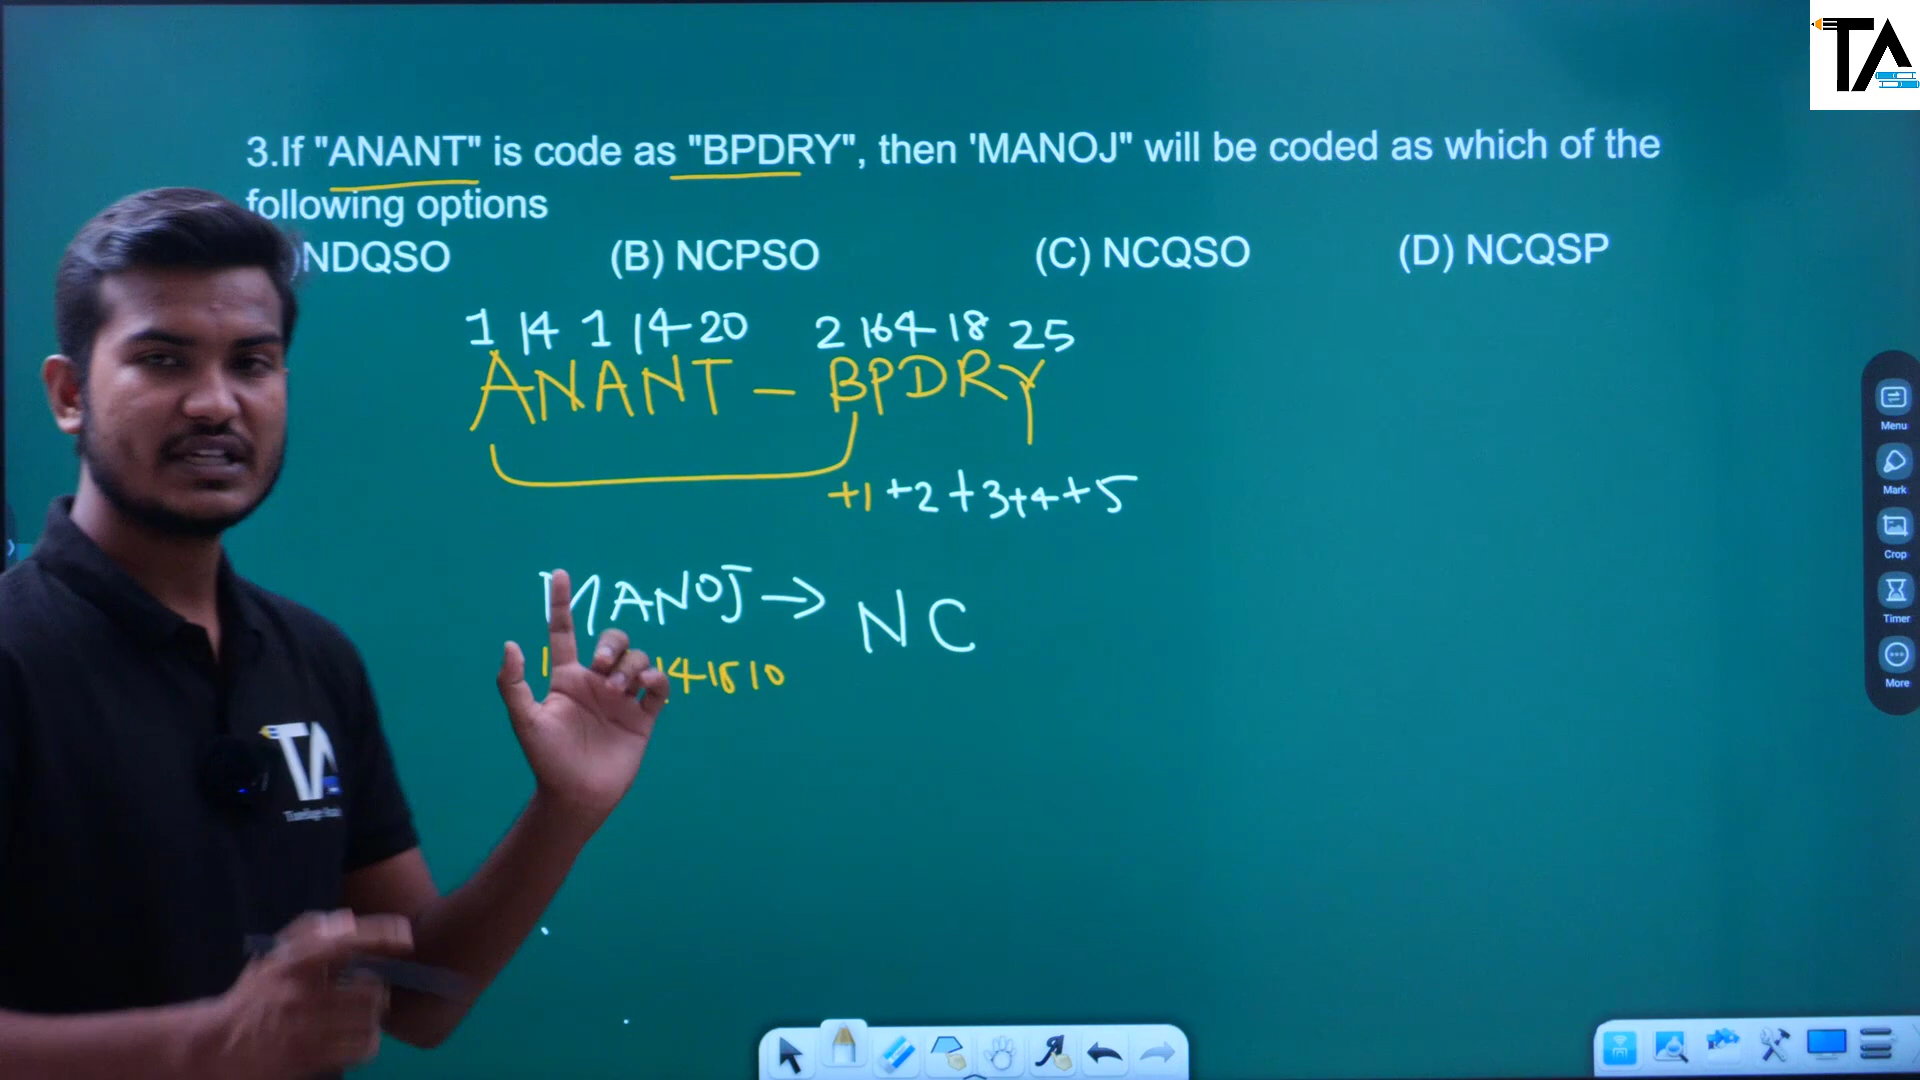 TA
3.If "ANANT" is code as "BPDRY", then 'MANOJ" will be coded as which of the
following options
)NDQSO (B) NCPSO (C) NCQSO (D) NCQSP
1 14 1 14 20 2 16 4 18 25
ANANT - BPDRY
+1 +2 +3 +4 +5
MANOJ → NC
14 15 10
TA
Menu
Mark
Crop
Timer
More